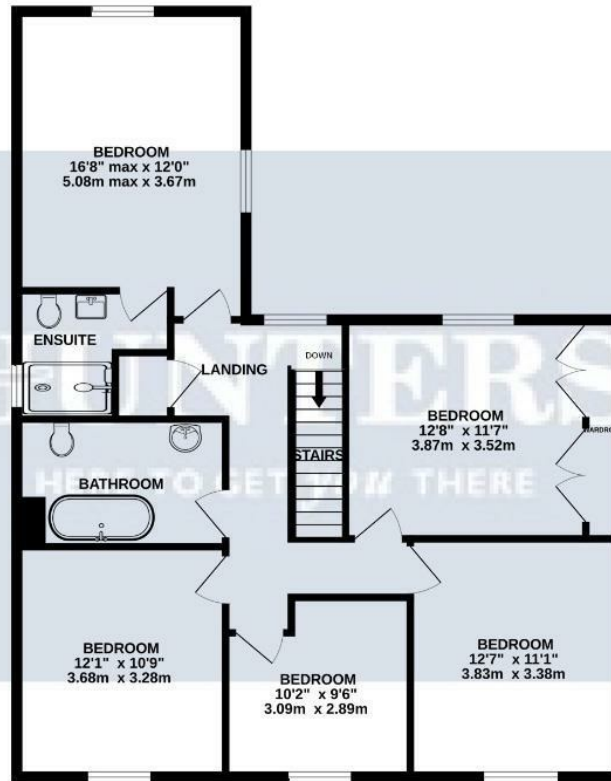 BEDROOM
16'8" max x 12'0"
5.08m max x 3.67m
ENSUITE
LANDING
DOWN
HUNTERS
BEDROOM
12'8" x 11'7"
3.87m x 3.52m
STAIRS
BATHROOM
HERE TO GET you THERE
BEDROOM
12'1" x 10'9"
3.68m x 3.28m
BEDROOM
10'2" x 9'6"
3.09m x 2.89m
BEDROOM
12'7" x 11'1"
3.83m x 3.38m